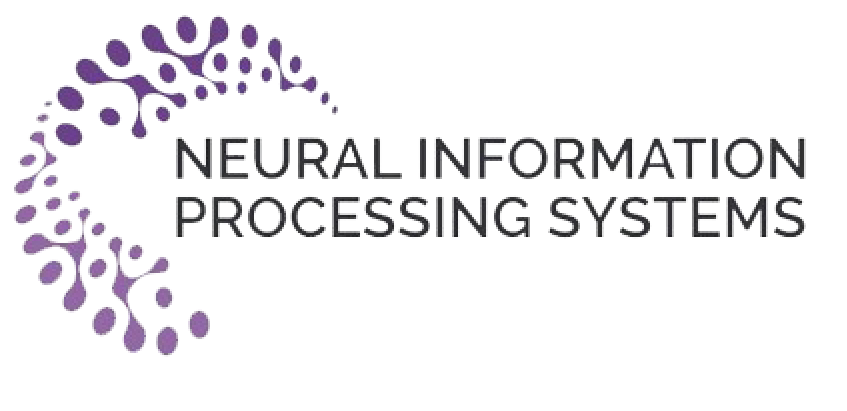 NEURAL INFORMATION
PROCESSING SYSTEMS